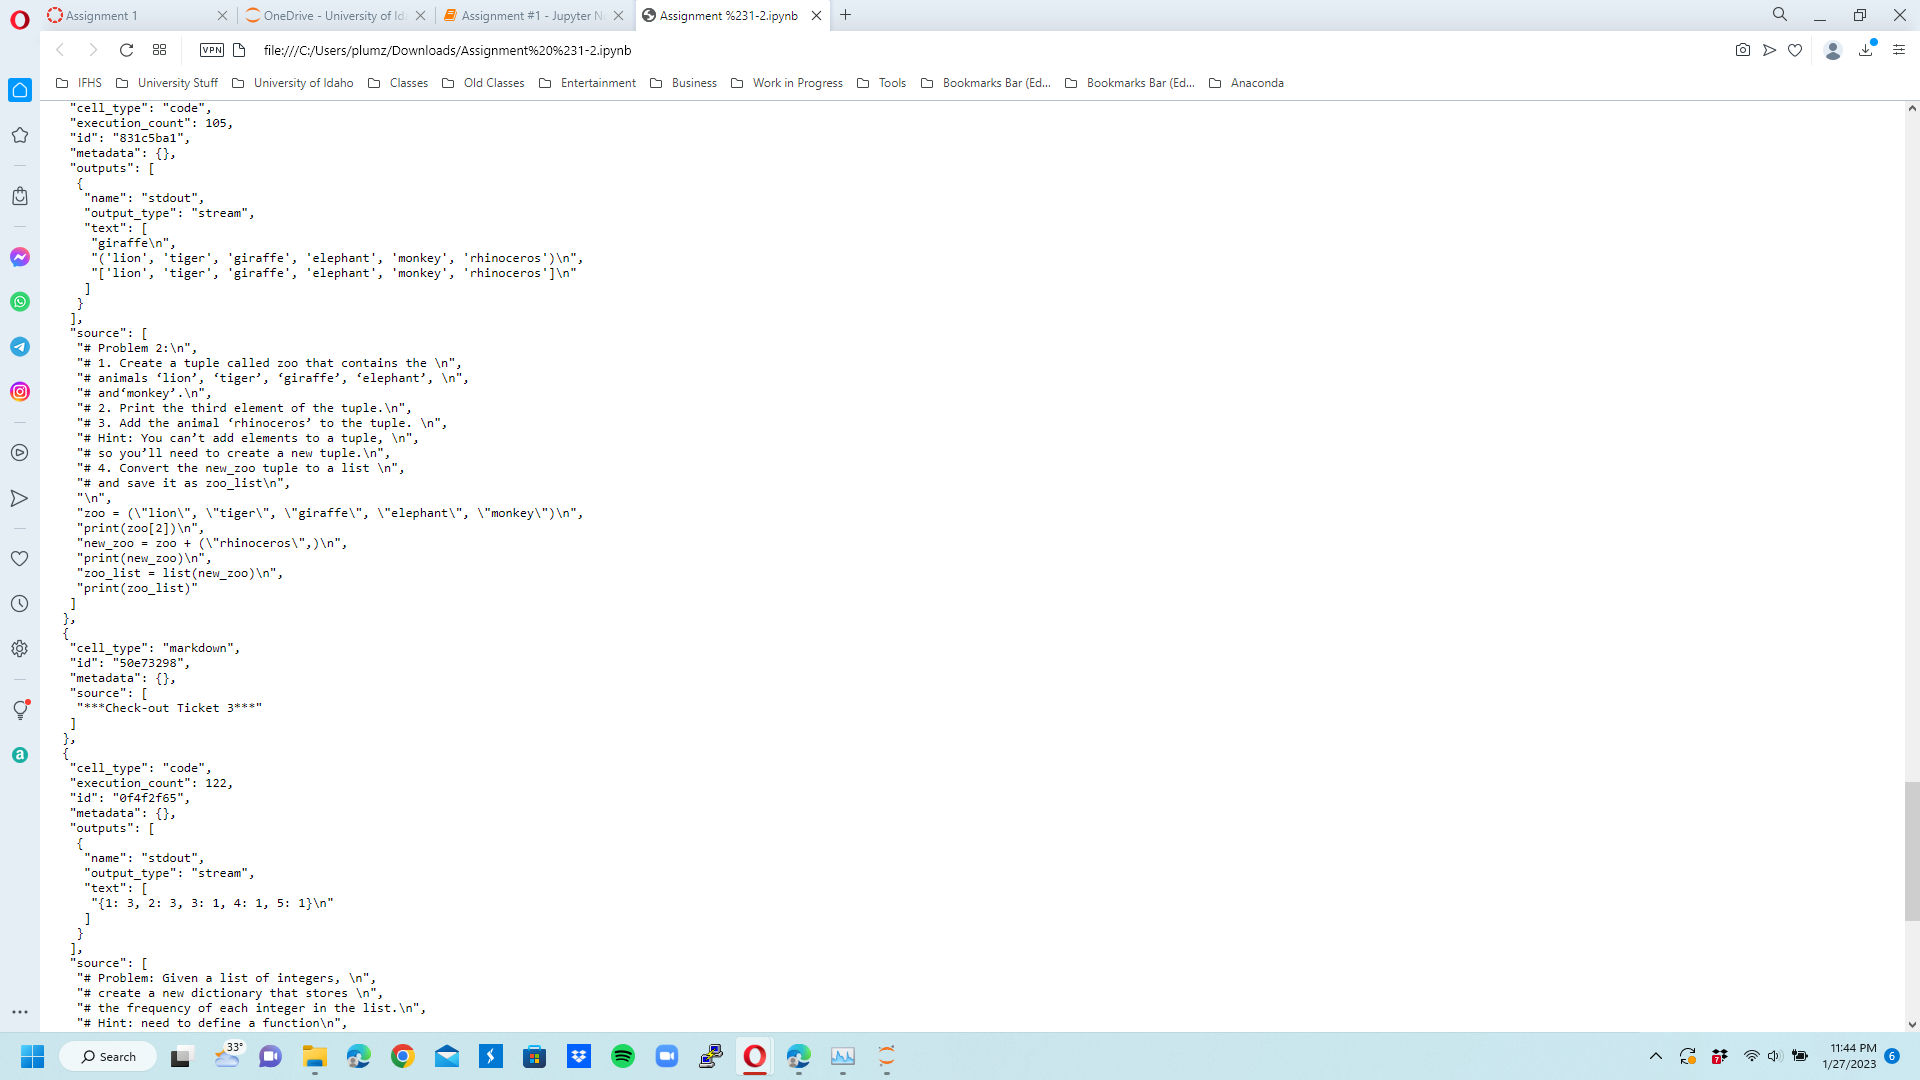 Assignment 1
OneDrive - University of Id
Assignment #1 - Jupyter N
Assignment %231-2.ipynb
VPN
file:///C:/Users/plumz/Downloads/Assignment%20%231-2.ipynb
IFHS
University Stuff
University of Idaho
Classes
Old Classes
Entertainment
Business
Work in Progress
Tools
Bookmarks Bar (Ed...
Bookmarks Bar (Ed...
Anaconda
"cell_type": "code",
"execution_count": 105,
"id": "831c5ba1",
"metadata": {},
"outputs": [
{
"name": "stdout",
"output_type": "stream",
"text": [
"giraffe\n",
"('lion', 'tiger', 'giraffe', 'elephant', 'monkey', 'rhinoceros')\n",
"['lion', 'tiger', 'giraffe', 'elephant', 'monkey', 'rhinoceros']\n"
]
}
],
"source": [
"# Problem 2:\n",
"# 1. Create a tuple called zoo that contains the \n",
"# animals ‘lion’, ‘tiger’, ‘giraffe’, ‘elephant’, \n",
"# and‘monkey’.\n",
"# 2. Print the third element of the tuple.\n",
"# 3. Add the animal ‘rhinoceros’ to the tuple. \n",
"# Hint: You can’t add elements to a tuple, \n",
"# so you’ll need to create a new tuple.\n",
"# 4. Convert the new_zoo tuple to a list \n",
"# and save it as zoo_list\n",
"\n",
"zoo = (\"lion\", \"tiger\", \"giraffe\", \"elephant\", \"monkey\")\n",
"print(zoo[2])\n",
"new_zoo = zoo + (\"rhinoceros\",)\n",
"print(new_zoo)\n",
"zoo_list = list(new_zoo)\n",
"print(zoo_list)"
]
},
{
"cell_type": "markdown",
"id": "50e73298",
"metadata": {},
"source": [
"***Check-out Ticket 3***"
]
},
{
"cell_type": "code",
"execution_count": 122,
"id": "0f4f2f65",
"metadata": {},
"outputs": [
{
"name": "stdout",
"output_type": "stream",
"text": [
"{1: 3, 2: 3, 3: 1, 4: 1, 5: 1}\n"
]
}
],
"source": [
"# Problem: Given a list of integers, \n",
"# create a new dictionary that stores \n",
"# the frequency of each integer in the list.\n",
"# Hint: need to define a function\n",
Search
33°
7
11:44 PM
1/27/2023
6